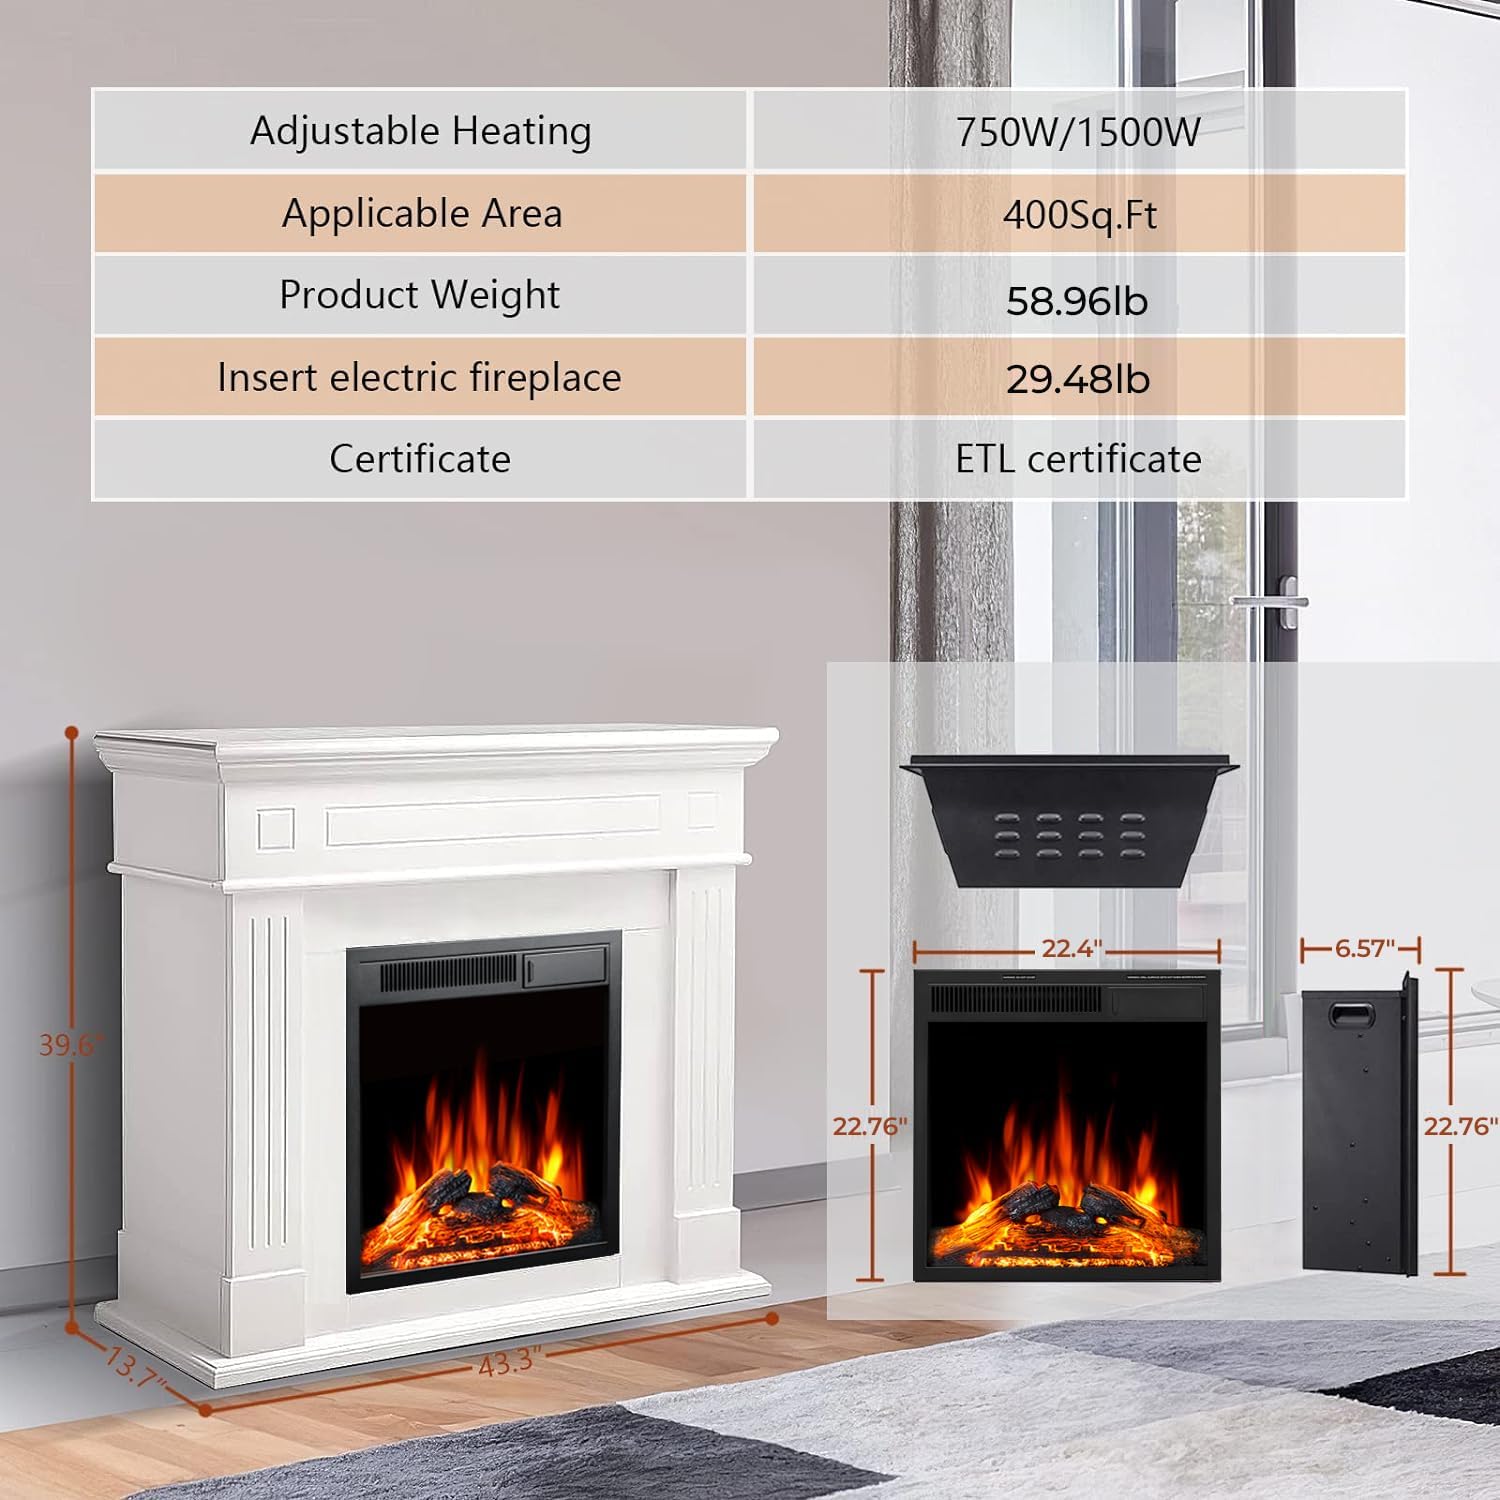 Adjustable Heating 750W/1500W
Applicable Area 400Sq.Ft
Product Weight 58.96lb
Insert electric fireplace 29.48lb
Certificate ETL certificate
22.4" 6.57"
39.6"
22.76" 22.76"
13.7" 43.3"